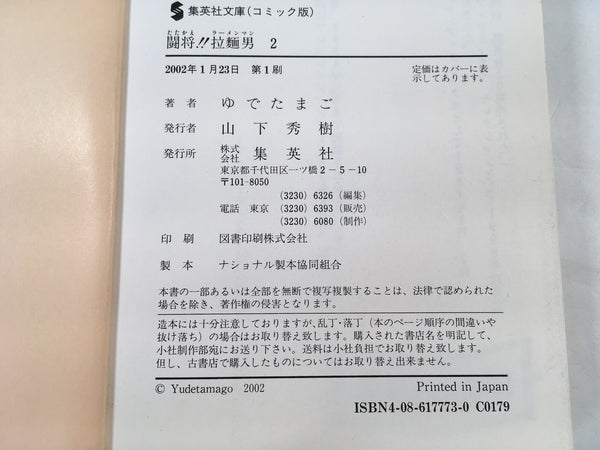 集英社文庫(コミック版)
たたかえ ラーメンマン
闘将!!拉麵男 2
2002年1月23日 第1刷
定価はカバーに表
示してあります。
著者 ゆでたまご
発行者 山下秀樹
発行所 株式会社 集英社
東京都千代田区一ツ橋2-5-10
〒101-8050
(3230) 6326 (編集)
電話 東京 (3230) 6393 (販売)
(3230) 6080 (制作)
印刷 図書印刷株式会社
製本 ナショナル製本協同組合
本書の一部あるいは全部を無断で複写複製することは、法律で認められた
場合を除き、著作権の侵害となります。
造本には十分注意しておりますが、乱丁・落丁(本のページ順序の間違いや
抜け落ち)の場合はお取り替え致します。購入された書店名を明記して、
小社制作部宛にお送り下さい。送料は小社負担でお取り替え致します。
但し、古書店で購入したものについてはお取り替え出来ません。
© Yudetamago 2002
Printed in Japan
ISBN4-08-617773-0 C0179